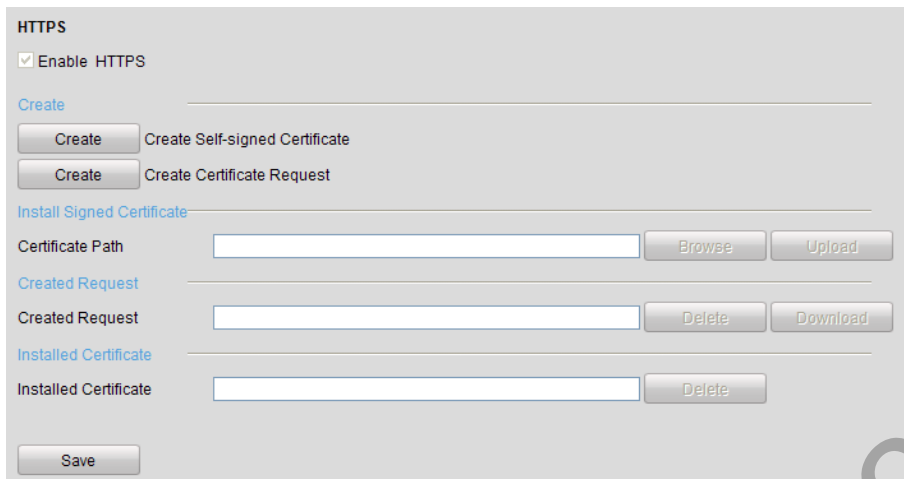 HTTPS
Enable HTTPS
Create
Create Create Self-signed Certificate
Create Create Certificate Request
Install Signed Certificate
Certificate Path Browse Upload
Created Request
Created Request Delete Download
Installed Certificate
Installed Certificate Delete
Save